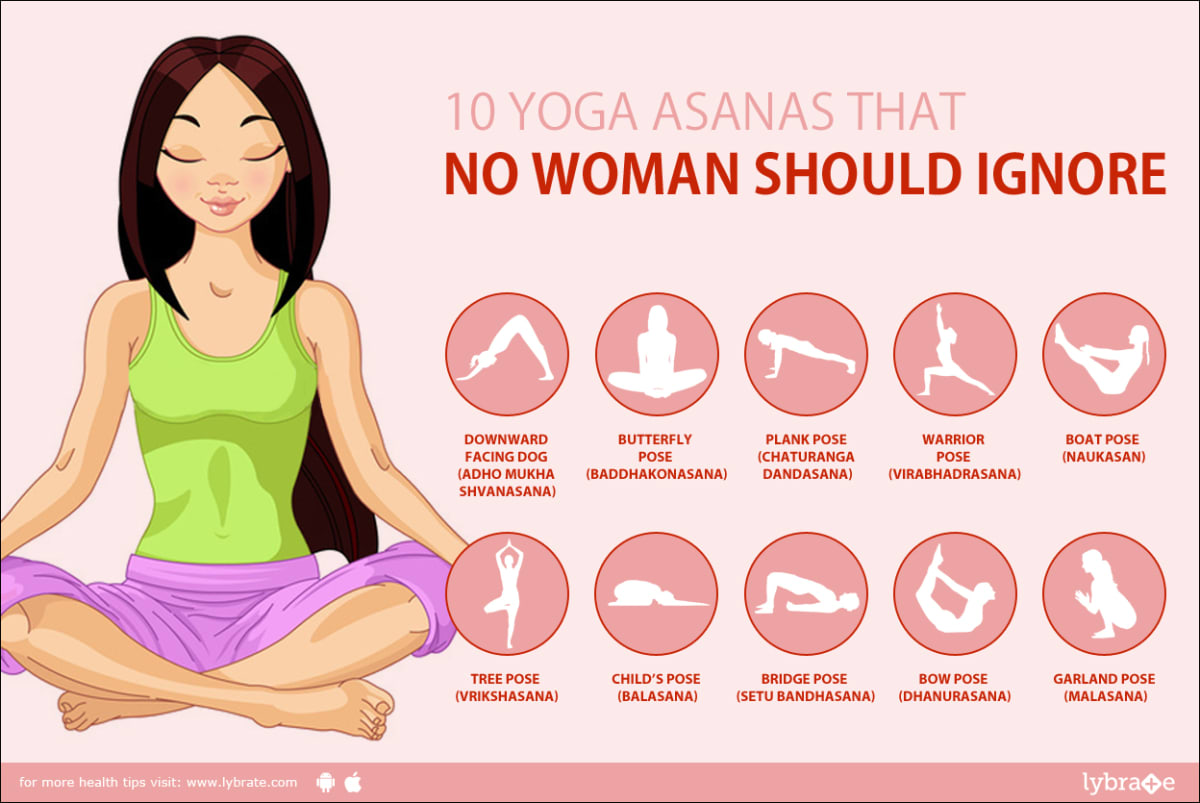 10 YOGA ASANAS THAT
NO WOMAN SHOULD IGNORE
DOWNWARD
FACING DOG
(ADHO MUKHA
SHVANASANA)
BUTTERFLY
POSE
(BADDHAKONASANA)
PLANK POSE
(CHATURANGA
DANDASANA)
WARRIOR
POSE
(VIRABHADRASANA)
BOAT POSE
(NAUKASAN)
TREE POSE
(VRIKSHASANA)
CHILD'S POSE
(BALASANA)
BRIDGE POSE
(SETU BANDHASANA)
BOW POSE
(DHANURASANA)
GARLAND POSE
(MALASANA)
for more health tips visit: www.lybrate.com
lybrate